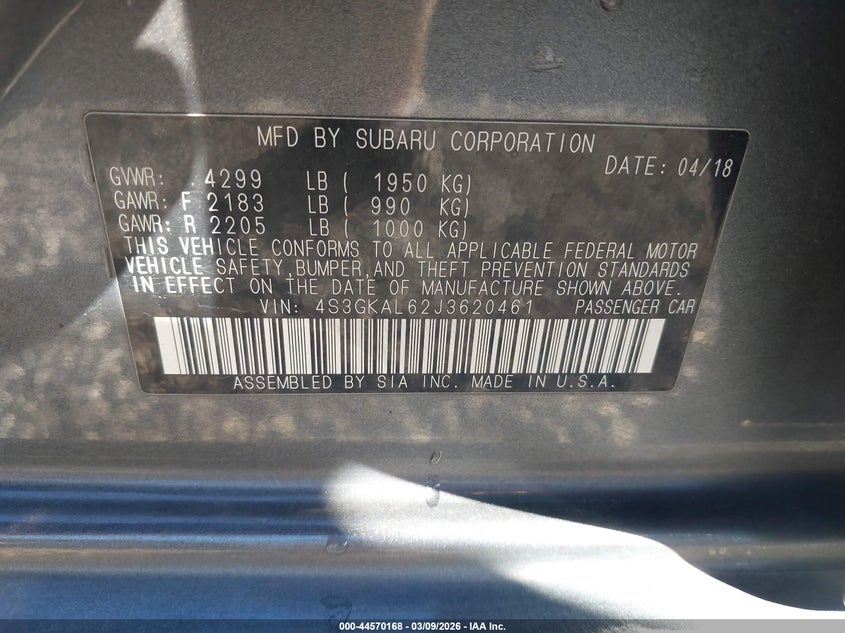 MFD BY SUBARU CORPORATION
DATE: 04/18
GVWR: 4299 LB ( 1950 KG)
GAWR: F 2183 LB ( 990 KG)
GAWR: R 2205 LB ( 1000 KG)
THIS VEHICLE CONFORMS TO ALL APPLICABLE FEDERAL MOTOR
VEHICLE SAFETY,BUMPER,AND THEFT PREVENTION STANDARDS
IN EFFECT ON THE DATE OF MANUFACTURE SHOWN ABOVE.
VIN: 4S3GKAL62J3620461 PASSENGER CAR
ASSEMBLED BY SIA INC. MADE IN U.S.A.
000-44570168 - 03/09/2026 - IAA Inc.